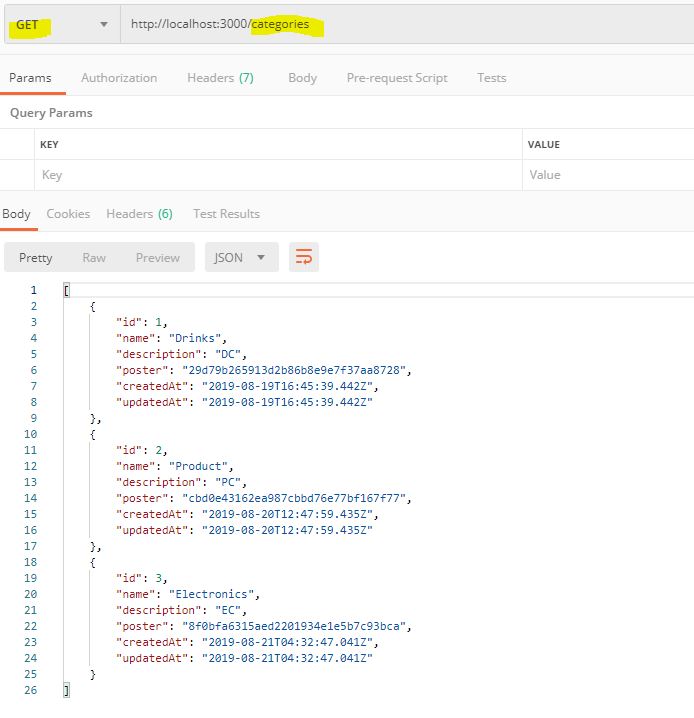 GET http://localhost:3000/categories
Params Authorization Headers (7) Body Pre-request Script Tests
Query Params
KEY VALUE
Key Value
Body Cookies Headers (6) Test Results
Pretty Raw Preview JSON
1 [
2 {
3 "id": 1,
4 "name": "Drinks",
5 "description": "DC",
6 "poster": "29d79b265913d2b86b8e9e7f37aa8728",
7 "createdAt": "2019-08-19T16:45:39.442Z",
8 "updatedAt": "2019-08-19T16:45:39.442Z"
9 },
10 {
11 "id": 2,
12 "name": "Product",
13 "description": "PC",
14 "poster": "cbd0e43162ea987cbbd76e77bf167f77",
15 "createdAt": "2019-08-20T12:47:59.435Z",
16 "updatedAt": "2019-08-20T12:47:59.435Z"
17 },
18 {
19 "id": 3,
20 "name": "Electronics",
21 "description": "EC",
22 "poster": "8f0bfa6315aed2201934e1e5b7c93bca",
23 "createdAt": "2019-08-21T04:32:47.041Z",
24 "updatedAt": "2019-08-21T04:32:47.041Z"
25 }
26 ]